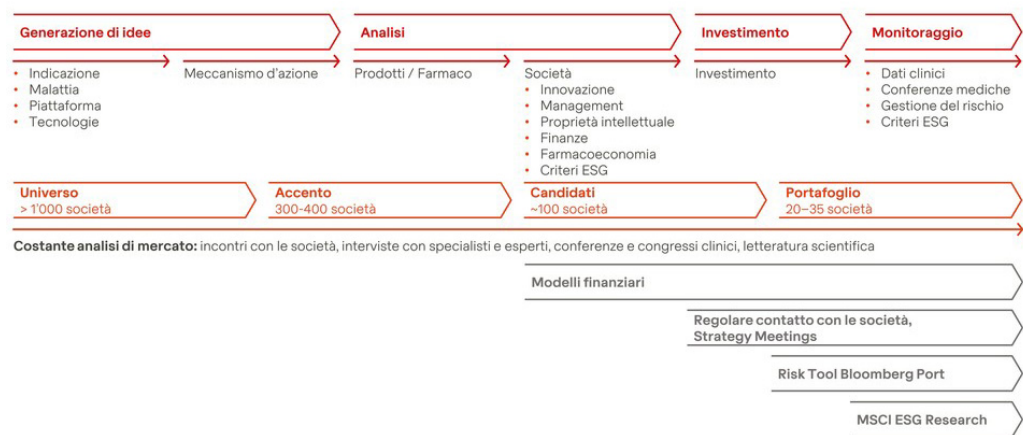 Generazione di idee
Analisi
Investimento
Monitoraggio
• Indicazione
• Malattia
• Piattaforma
• Tecnologie
Meccanismo d'azione
Prodotti / Farmaco
Società
• Innovazione
• Management
• Proprietà intellettuale
• Finanze
• Farmacoeconomia
• Criteri ESG
Investimento
• Dati clinici
• Conferenze mediche
• Gestione del rischio
• Criteri ESG
Universo
> 1'000 società
Accento
300-400 società
Candidati
~100 società
Portafoglio
20–35 società
Costante analisi di mercato: incontri con le società, interviste con specialisti e esperti, conferenze e congressi clinici, letteratura scientifica
Modelli finanziari
Regolare contatto con le società,
Strategy Meetings
Risk Tool Bloomberg Port
MSCI ESG Research